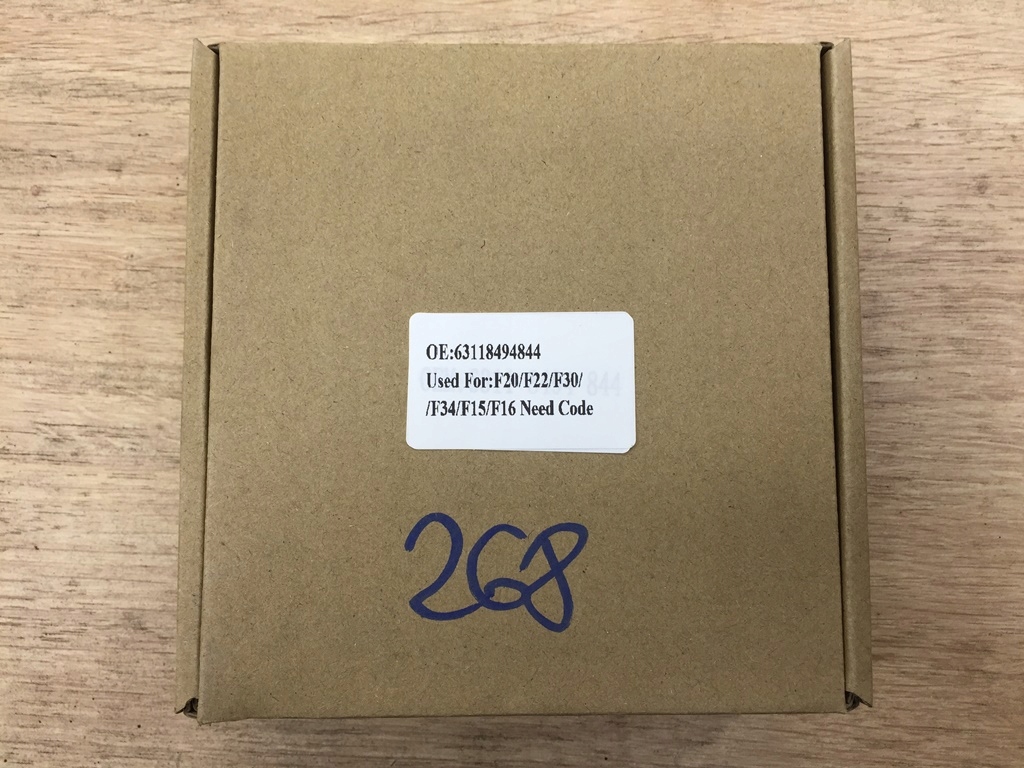 OE:63118494844
Used For:F20/F22/F30/
/F34/F15/F16 Need Code
268